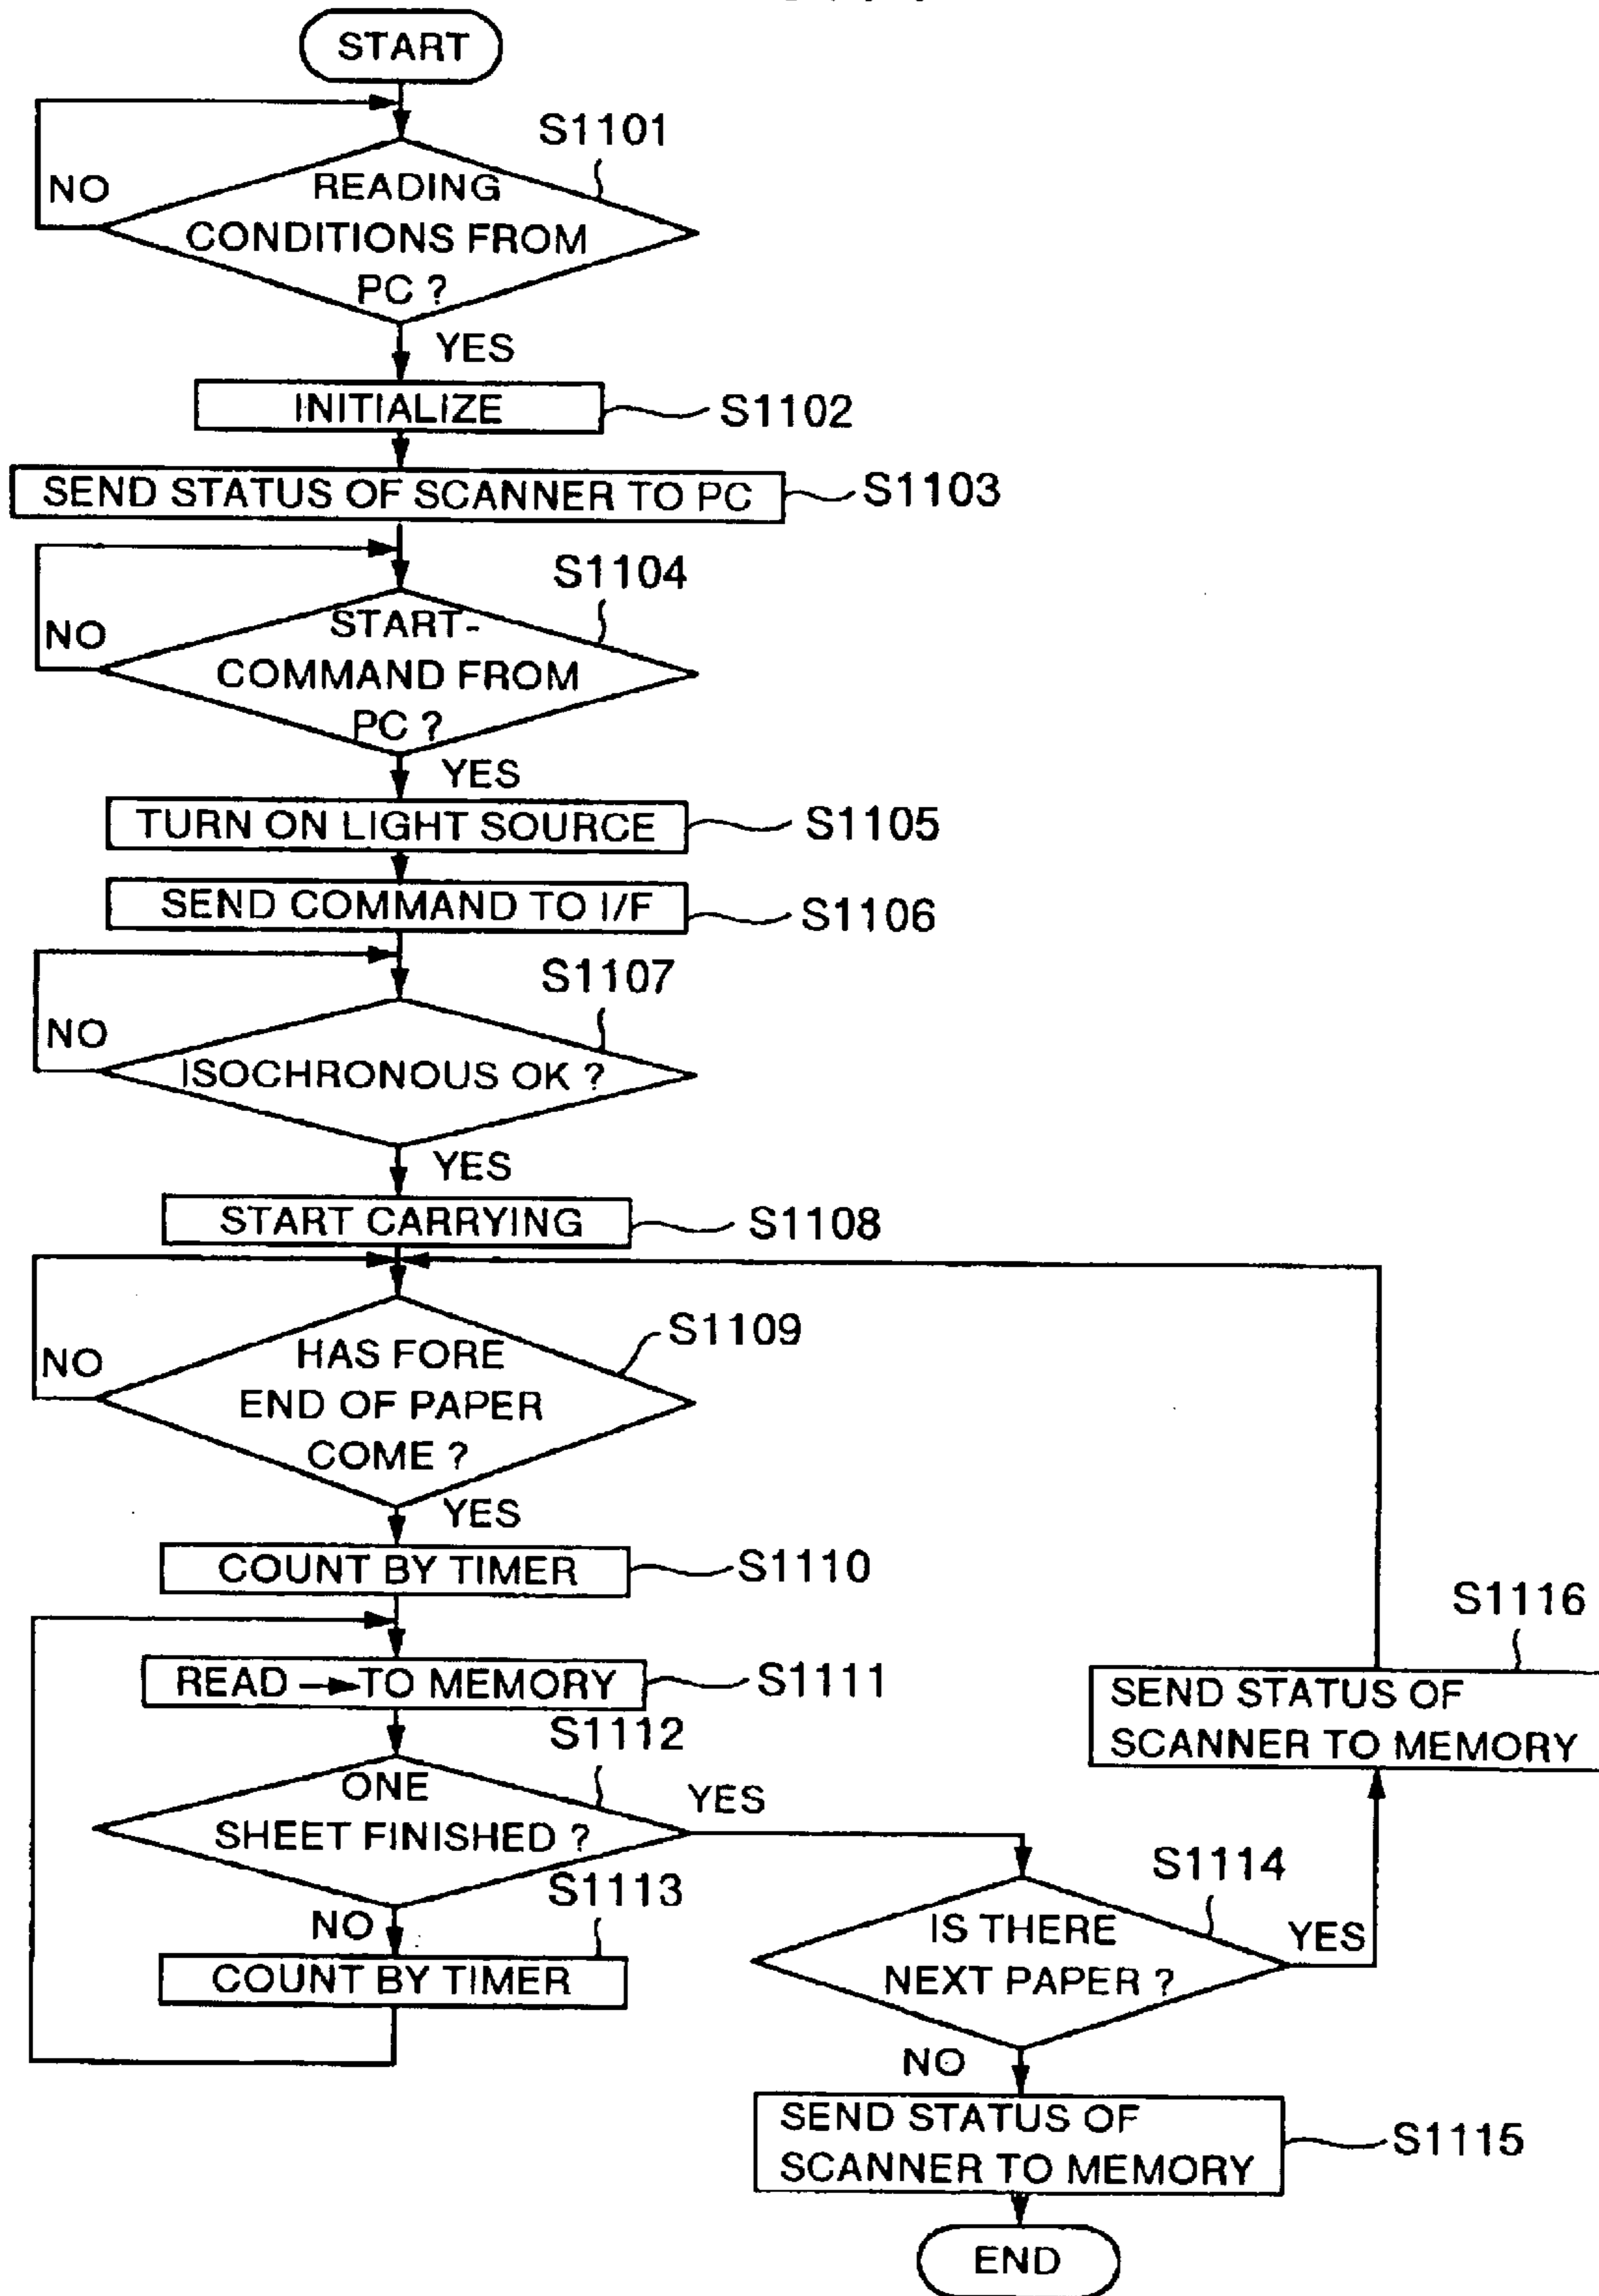 START
S1101
NO
READING
CONDITIONS FROM
PC ?
YES
INITIALIZE
S1102
SEND STATUS OF SCANNER TO PC
S1103
S1104
NO
START-
COMMAND FROM
PC ?
YES
TURN ON LIGHT SOURCE
S1105
SEND COMMAND TO I/F
S1106
S1107
NO
ISOCHRONOUS OK ?
YES
START CARRYING
S1108
S1109
NO
HAS FORE
END OF PAPER
COME ?
YES
COUNT BY TIMER
S1110
READ → TO MEMORY
S1111
S1112
ONE
SHEET FINISHED ?
YES
NO
S1113
COUNT BY TIMER
S1114
IS THERE
NEXT PAPER ?
YES
S1116
SEND STATUS OF
SCANNER TO MEMORY
NO
SEND STATUS OF
SCANNER TO MEMORY
S1115
END